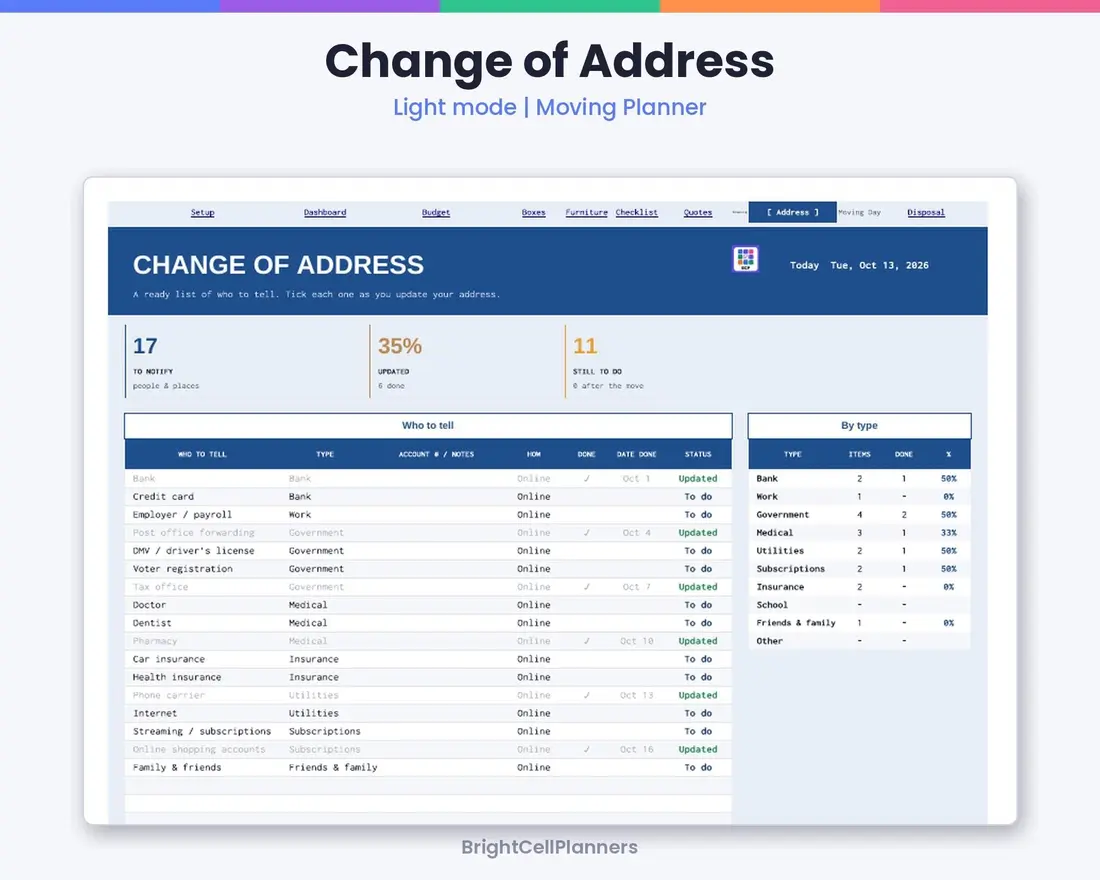 Change of Address
Light mode | Moving Planner
Setup Dashboard Budget Boxes Furniture Checklist Quotes [ Address ] Moving Day Disposal
CHANGE OF ADDRESS
BCP
Today Tue, Oct 13, 2026
A ready list of who to tell. Tick each one as you update your address.
17 35% 11
TO NOTIFY UPDATED STILL TO DO
people & places 6 done 0 after the move
Who to tell By type
WHO TO TELL TYPE ACCOUNT # / NOTES HOW DONE DATE DONE STATUS TYPE ITEMS DONE %
Bank Bank Online ✓ Oct 1 Updated Bank 2 1 50%
Credit card Bank Online To do Work 1 - 0%
Employer / payroll Work Online To do Government 4 2 50%
Post office forwarding Government Online ✓ Oct 4 Updated Medical 3 1 33%
DMV / driver's license Government Online To do Utilities 2 1 50%
Voter registration Government Online To do Subscriptions 2 1 50%
Tax office Government Online ✓ Oct 7 Updated Insurance 2 - 0%
Doctor Medical Online To do School - -
Dentist Medical Online To do Friends & family 1 - 0%
Pharmacy Medical Online ✓ Oct 10 Updated Other - -
Car insurance Insurance Online To do
Health insurance Insurance Online To do
Phone carrier Utilities Online ✓ Oct 13 Updated
Internet Utilities Online To do
Streaming / subscriptions Subscriptions Online To do
Online shopping accounts Subscriptions Online ✓ Oct 16 Updated
Family & friends Friends & family Online To do
BrightCellPlanners